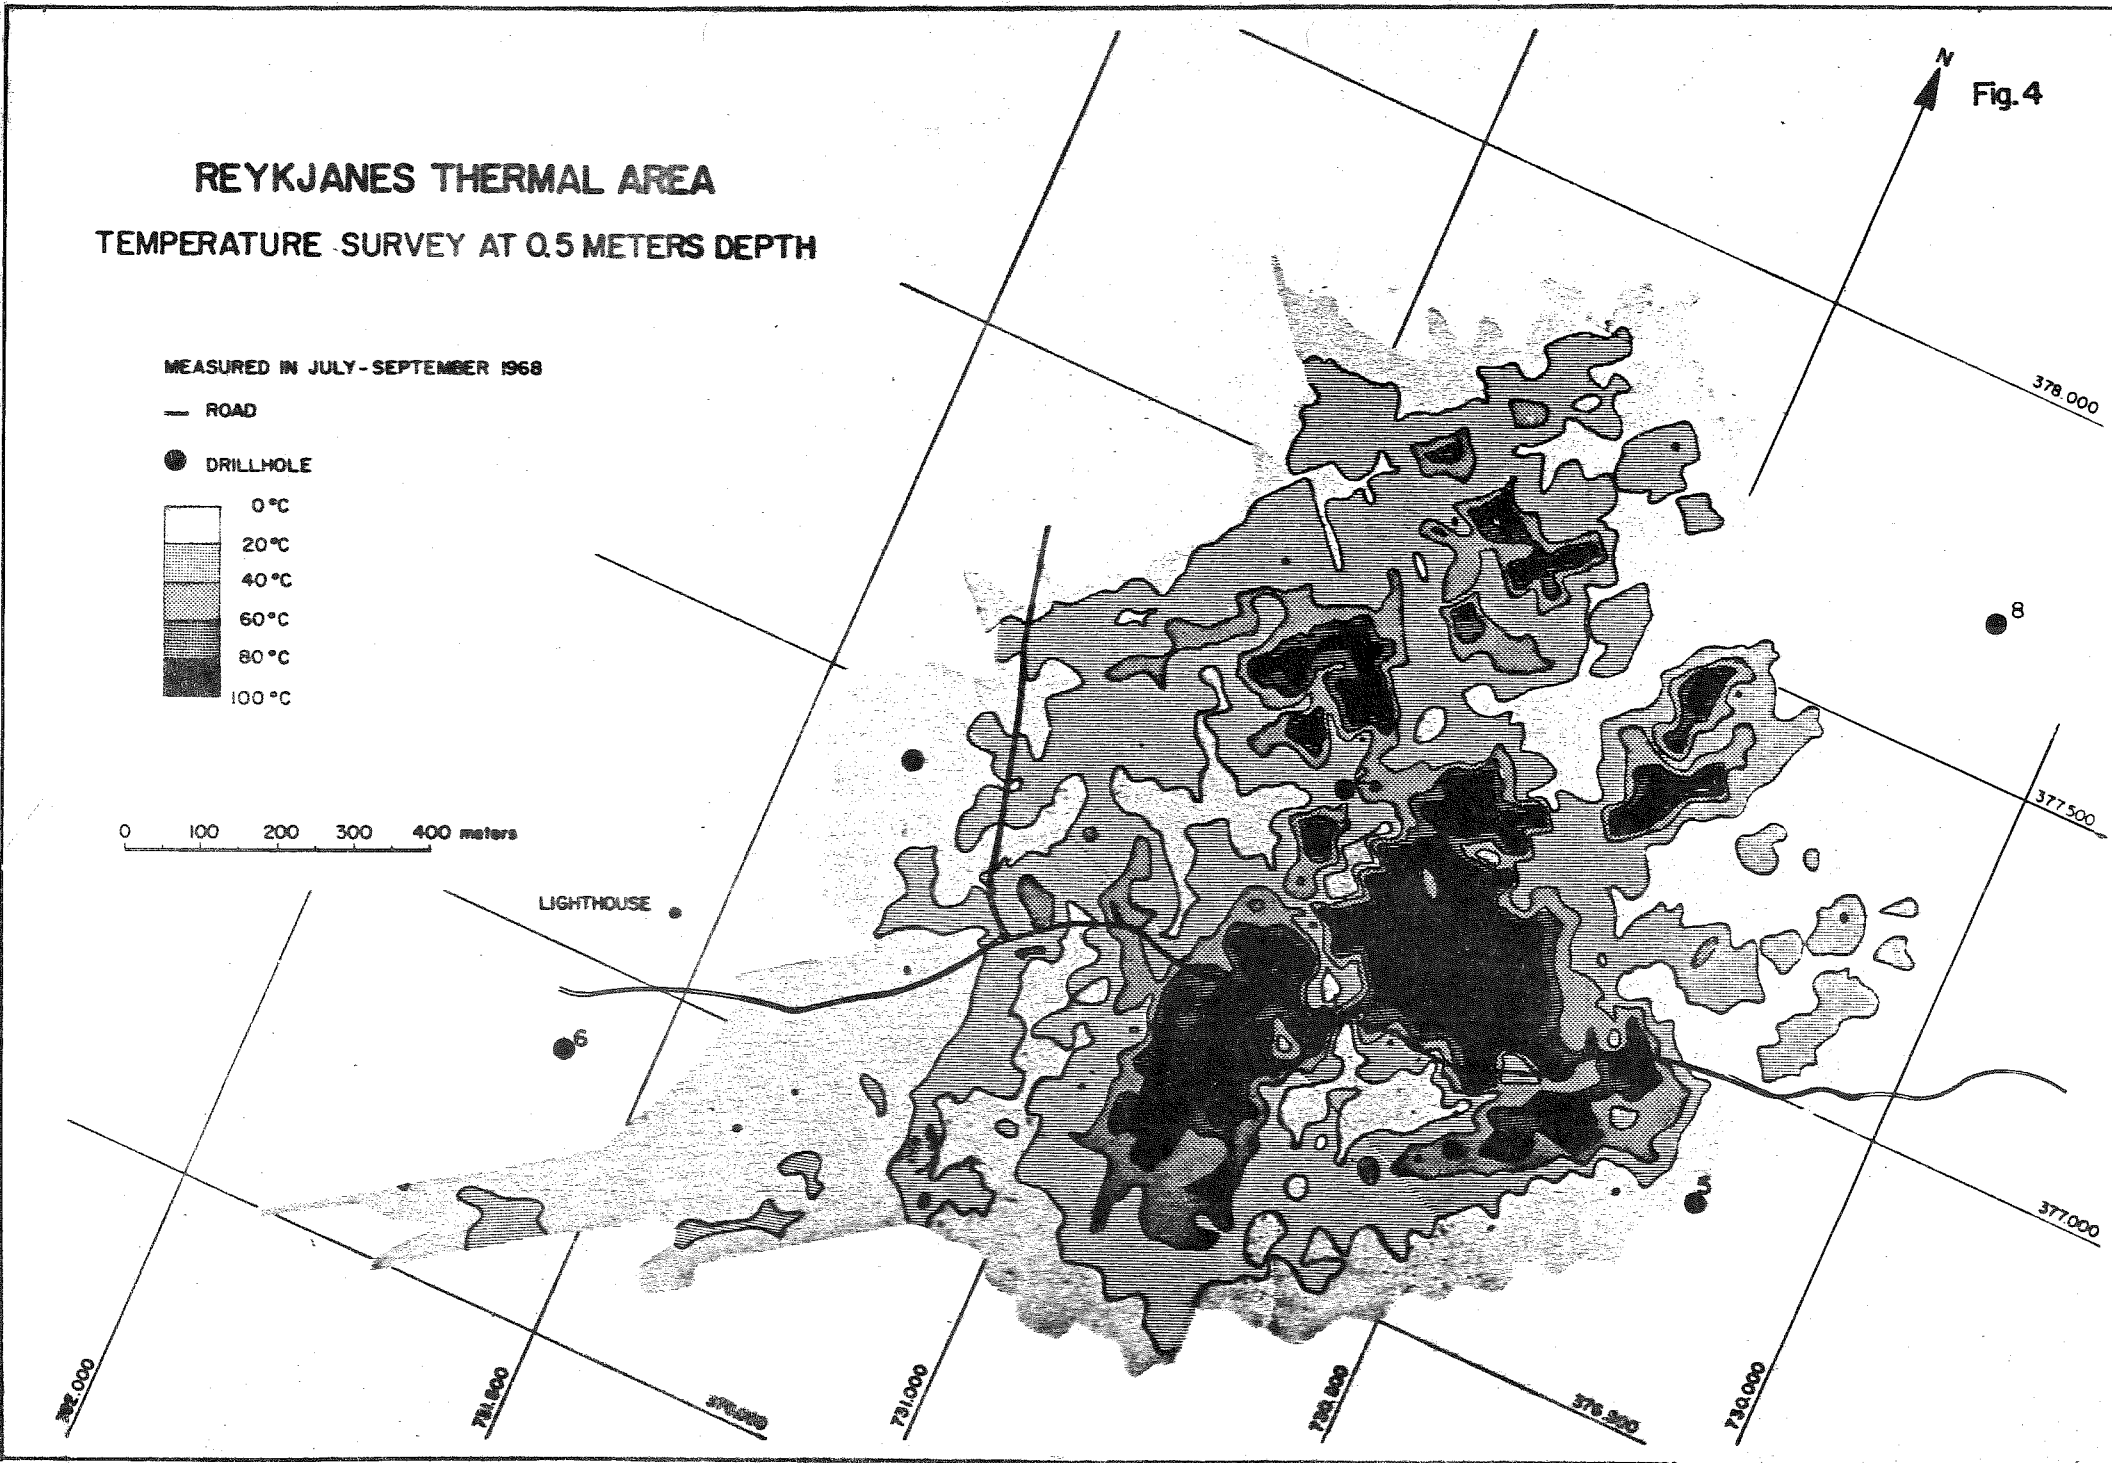 N
Fig. 4
REYKJANES THERMAL AREA
TEMPERATURE SURVEY AT 0.5 METERS DEPTH
MEASURED IN JULY-SEPTEMBER 1968
ROAD
DRILLHOLE
0 °C
20 °C
40 °C
60 °C
80 °C
100 °C
378.000
8
377.500
0 100 200 300 400 meters
LIGHTHOUSE
6
377.000
731.000
376.500
730.000